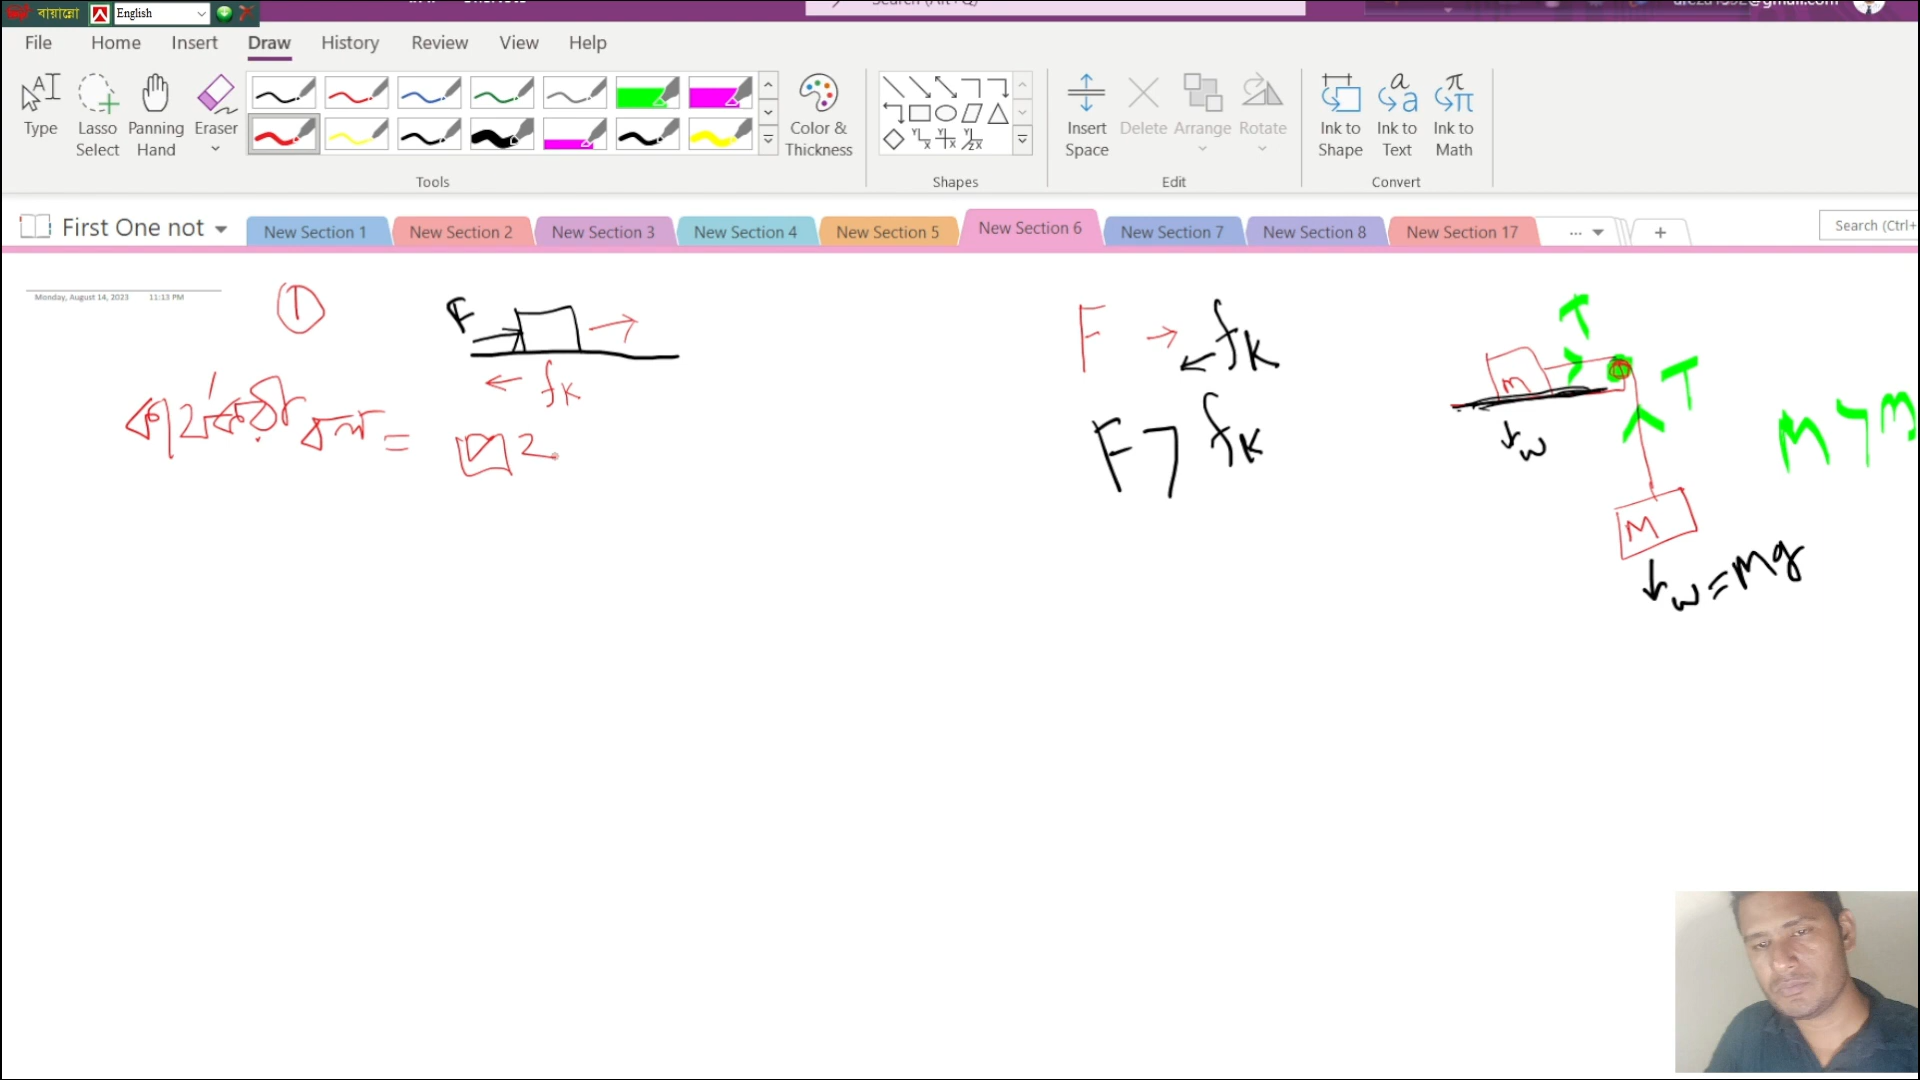 বায়ান্নো English
File Home Insert Draw History Review View Help
Type
Lasso Select
Panning Hand
Eraser
Color & Thickness
Insert Space
Delete
Arrange
Rotate
Ink to Shape
Ink to Text
Ink to Math
Tools Shapes Edit Convert
First One not New Section 1 New Section 2 New Section 3 New Section 4 New Section 5 New Section 6 New Section 7 New Section 8 New Section 17 ... + Search (Ctrl+
Monday, August 14, 2023 11:13 PM
1
F
fK
কার্যকরী বল =
F → ← fK
F > fK
T
T
m
w
M > m
M
w = Mg